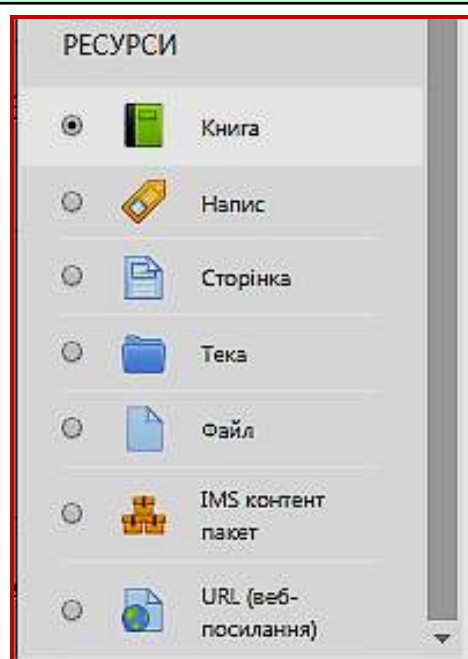 РЕСУРСИ
Книга
Напис
Сторінка
Тека
Файл
IMS контент
пакет
URL (веб-
посилання)